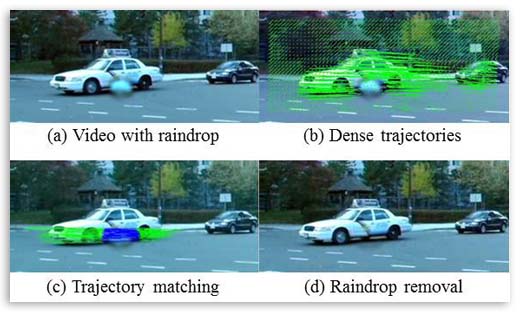 (a) Video with raindrop
(b) Dense trajectories
(c) Trajectory matching
(d) Raindrop removal